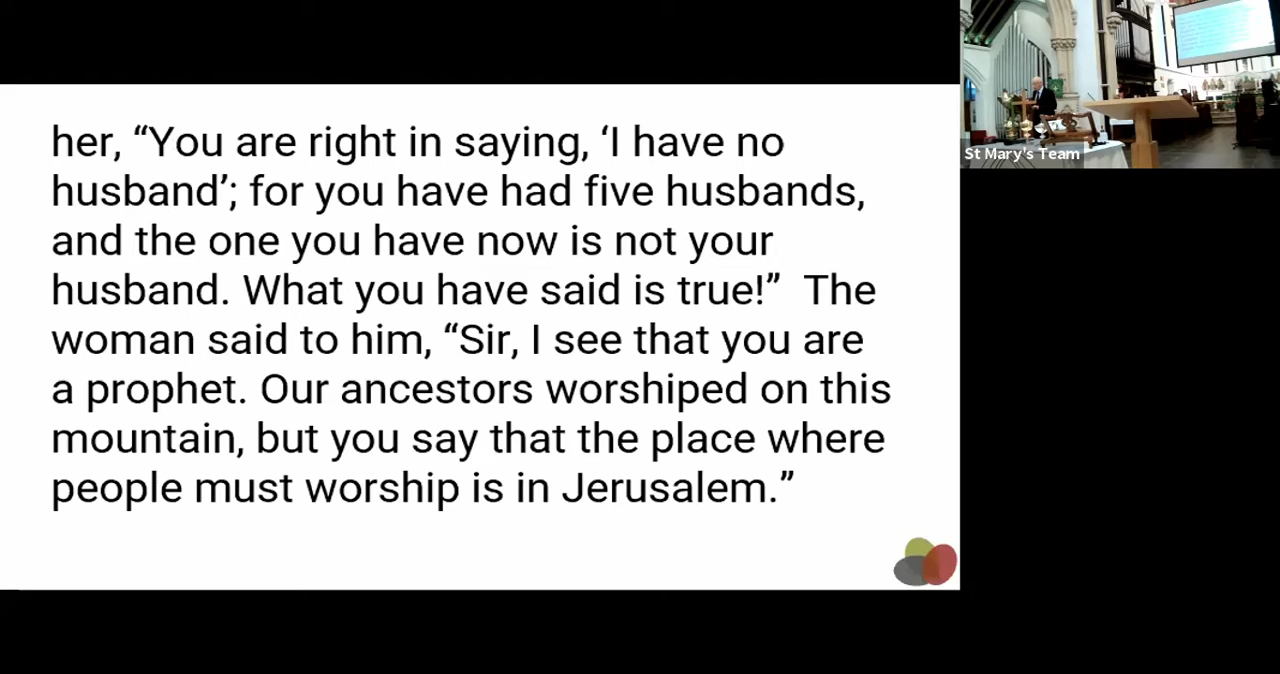 her, “You are right in saying, ‘I have no
husband’; for you have had five husbands,
and the one you have now is not your
husband. What you have said is true!”  The
woman said to him, “Sir, I see that you are
a prophet. Our ancestors worshiped on this
mountain, but you say that the place where
people must worship is in Jerusalem.”
St Mary's Team